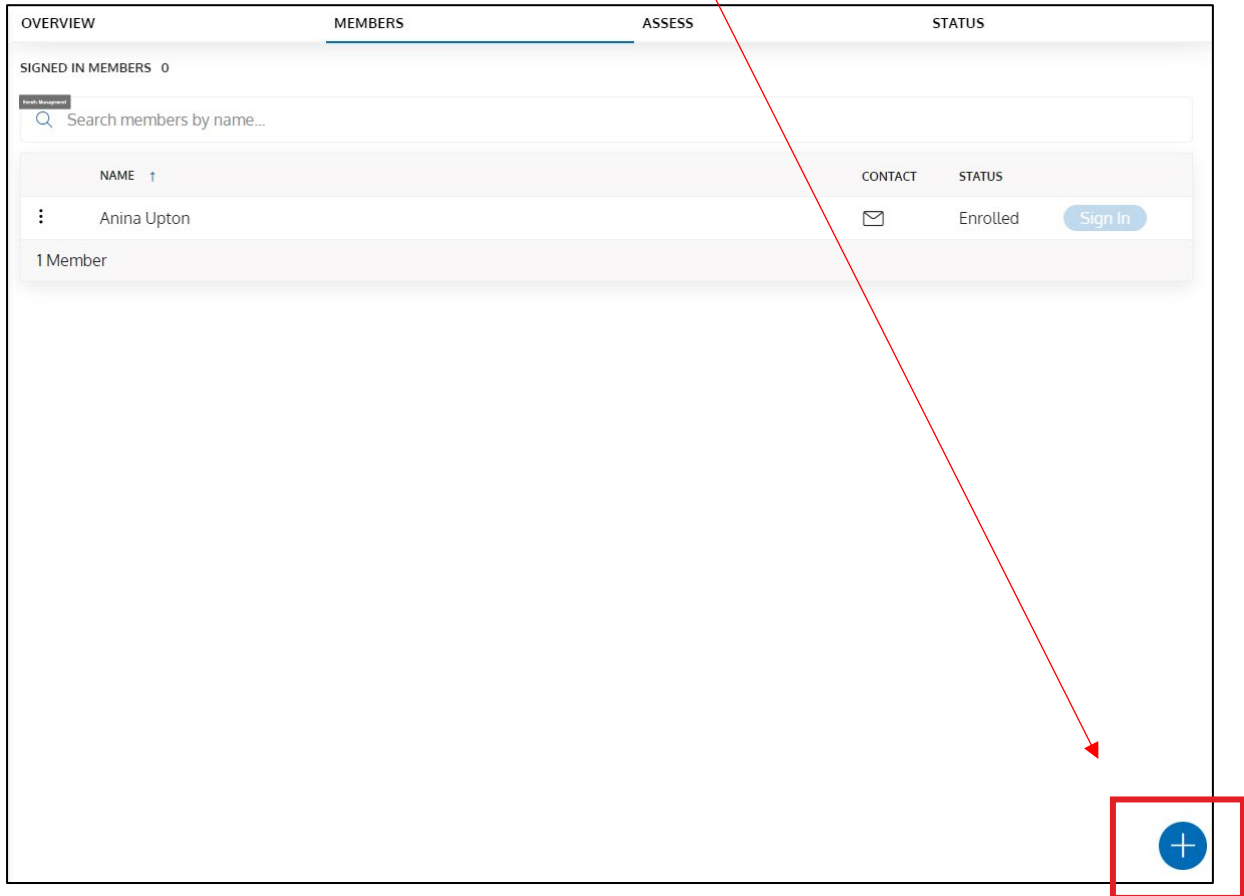 OVERVIEW MEMBERS ASSESS STATUS
SIGNED IN MEMBERS 0
Search members by name...
NAME ↑ CONTACT STATUS
Anina Upton Enrolled Sign In
1 Member